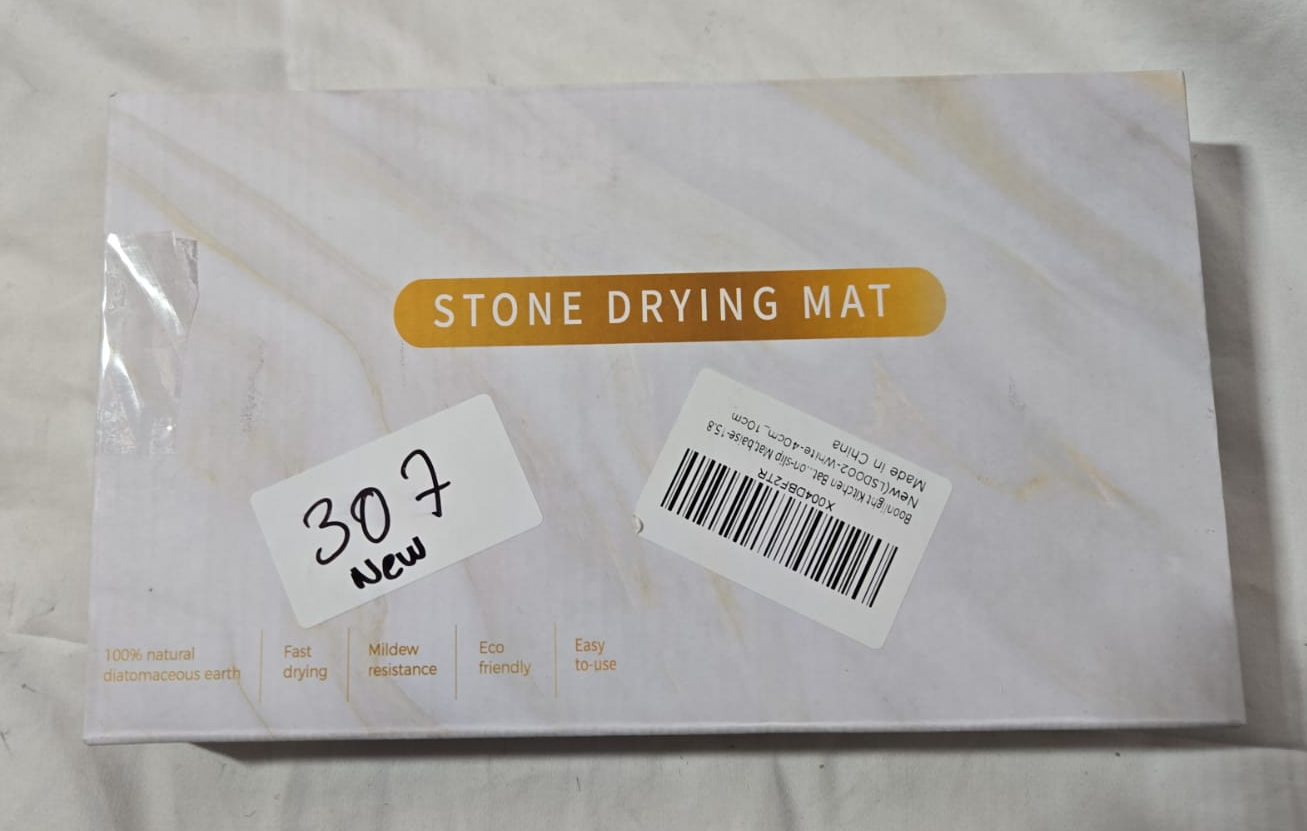 STONE DRYING MAT
307
New
X004DBF2TR
Boonlight Kitchen Bat...on-slip Mat,baise-15.8
New(LSD002-White-40cm_10cm
Made in China
100% natural
diatomaceous earth
Fast
drying
Mildew
resistance
Eco
friendly
Easy
to-use